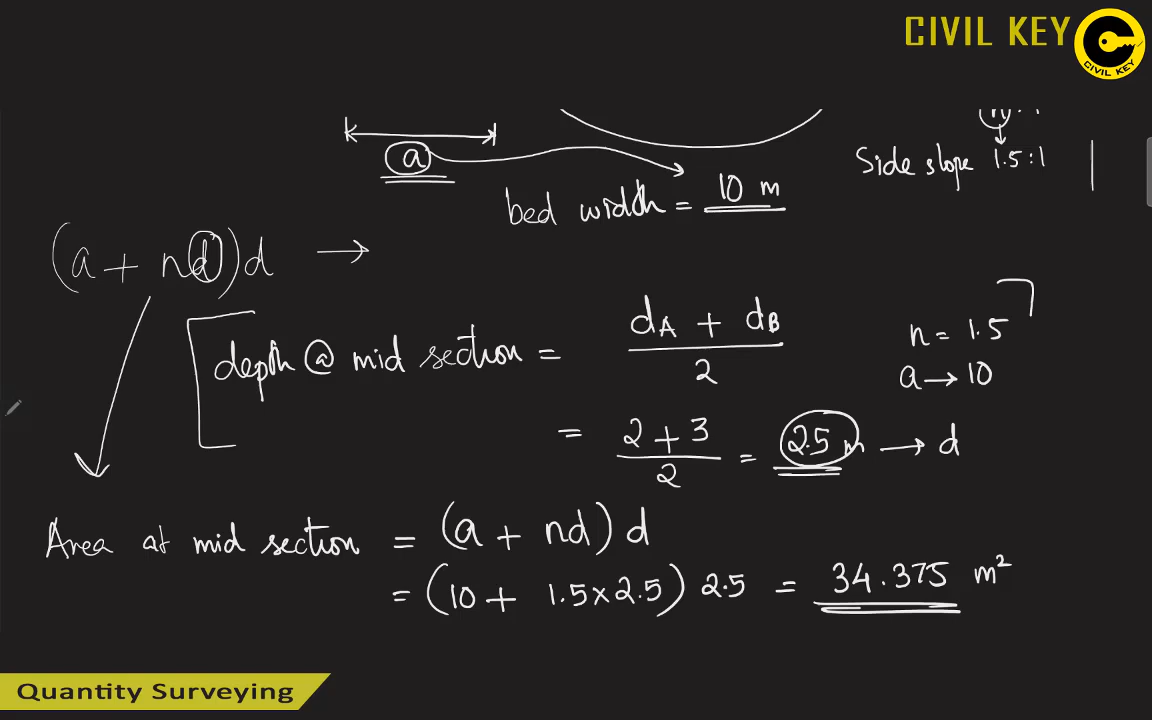 CIVIL KEY
CIVIL KEY
a
Side slope 1.5:1
bed width = 10 m
(a + nd)d →
depth @ mid section = dA + dB / 2
n = 1.5
a → 10
= 2 + 3 / 2 = 2.5 m → d
Area at mid section = (a + nd) d
= (10 + 1.5×2.5) 2.5 = 34.375 m²
Quantity Surveying